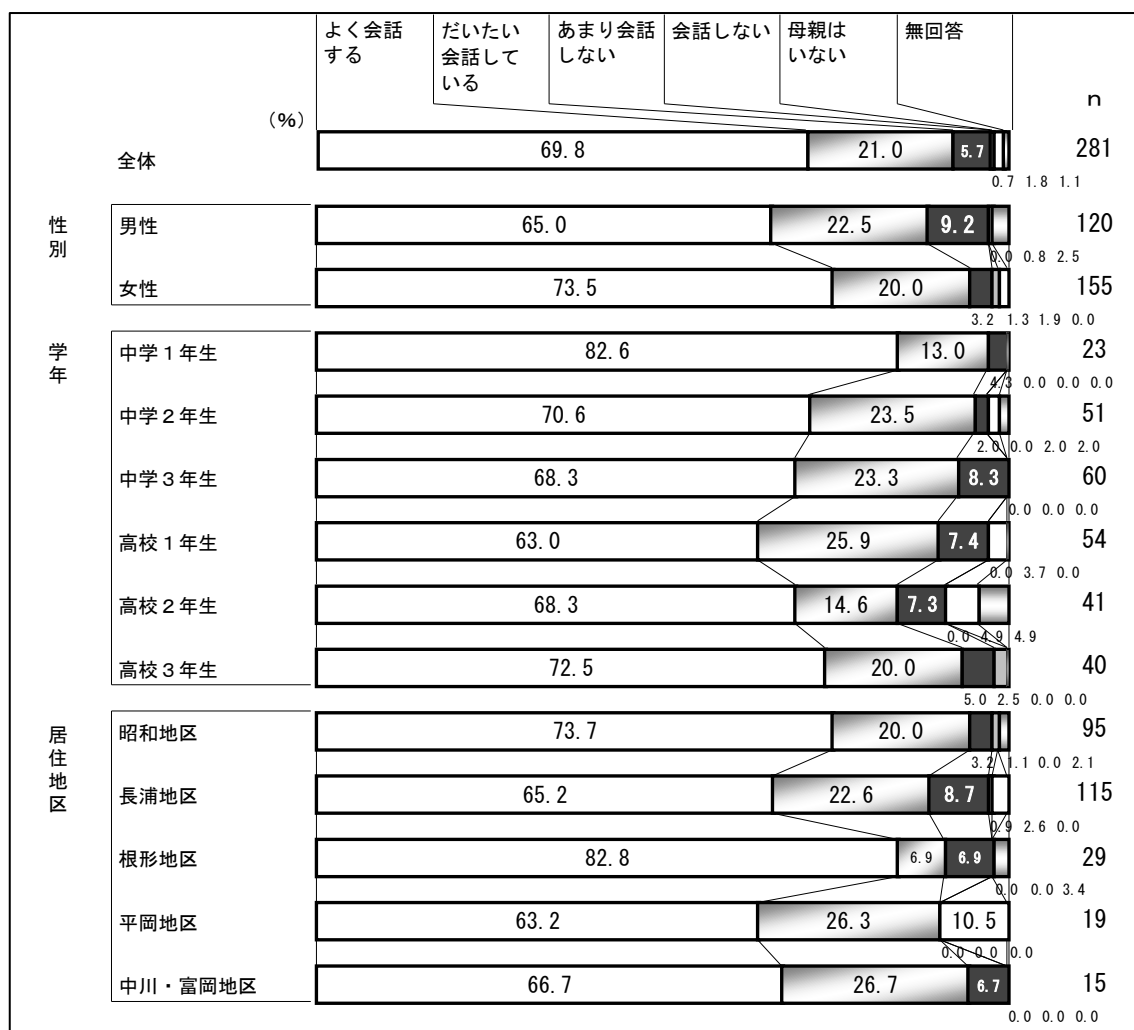 よく会話
する
だいたい
会話して
いる
あまり会話
しない
会話しない
母親は
いない
無回答
n
(%)
全体 69.8 21.0 5.7 281
0.7 1.8 1.1
性別
男性 65.0 22.5 9.2 120
0.0 0.8 2.5
女性 73.5 20.0 155
3.2 1.3 1.9 0.0
学年
中学1年生 82.6 13.0 23
4.3 0.0 0.0 0.0
中学2年生 70.6 23.5 51
2.0 0.0 2.0 2.0
中学3年生 68.3 23.3 8.3 60
0.0 0.0 0.0
高校1年生 63.0 25.9 7.4 54
0.0 3.7 0.0
高校2年生 68.3 14.6 7.3 41
0.0 4.9 4.9
高校3年生 72.5 20.0 40
5.0 2.5 0.0 0.0
居住地区
昭和地区 73.7 20.0 95
3.2 1.1 0.0 2.1
長浦地区 65.2 22.6 8.7 115
0.9 2.6 0.0
根形地区 82.8 6.9 6.9 29
0.0 0.0 3.4
平岡地区 63.2 26.3 10.5 19
0.0 0.0 0.0
中川・富岡地区 66.7 26.7 6.7 15
0.0 0.0 0.0